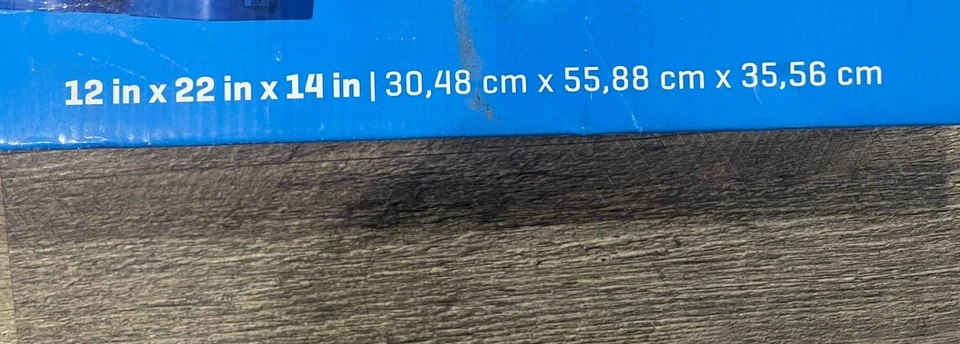 12 in x 22 in x 14 in | 30,48 cm x 55,88 cm x 35,56 cm